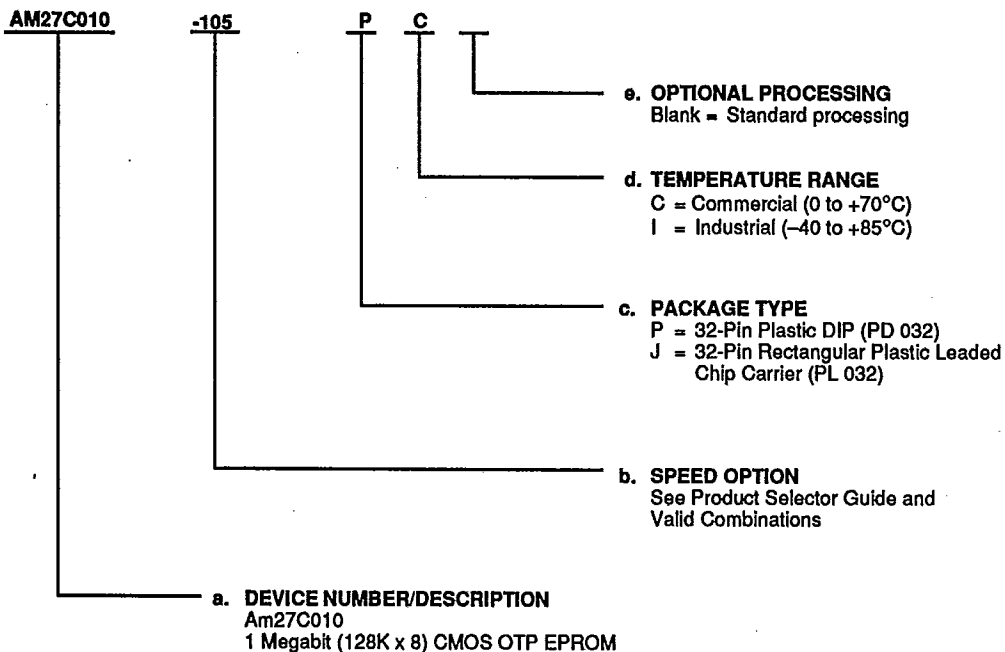 AM27C010 -105 P C
e. OPTIONAL PROCESSING
Blank = Standard processing
d. TEMPERATURE RANGE
C = Commercial (0 to +70°C)
I = Industrial (–40 to +85°C)
c. PACKAGE TYPE
P = 32-Pin Plastic DIP (PD 032)
J = 32-Pin Rectangular Plastic Leaded
Chip Carrier (PL 032)
b. SPEED OPTION
See Product Selector Guide and
Valid Combinations
a. DEVICE NUMBER/DESCRIPTION
Am27C010
1 Megabit (128K x 8) CMOS OTP EPROM